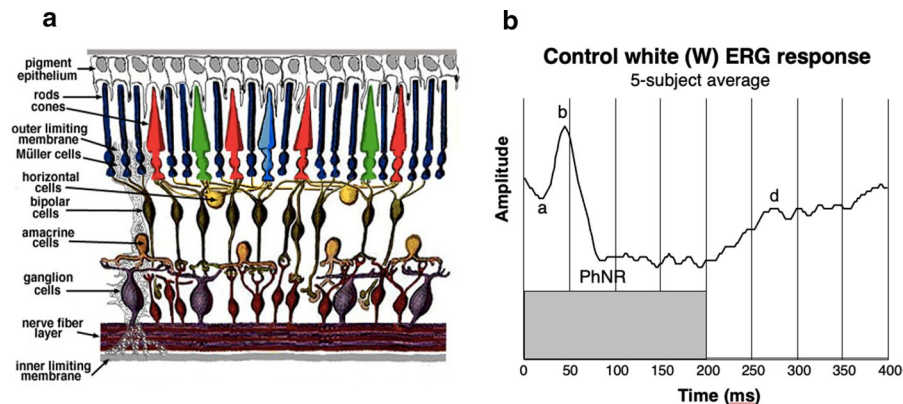 a
pigment
epithelium
rods
cones
outer limiting
membrane
Müller cells
horizontal
cells
bipolar
cells
amacrine
cells
ganglion
cells
nerve fiber
layer
inner limiting
membrane
b
Control white (W) ERG response
5-subject average
Amplitude
b
a
d
PhNR
0 50 100 150 200 250 300 350 400
Time (ms)